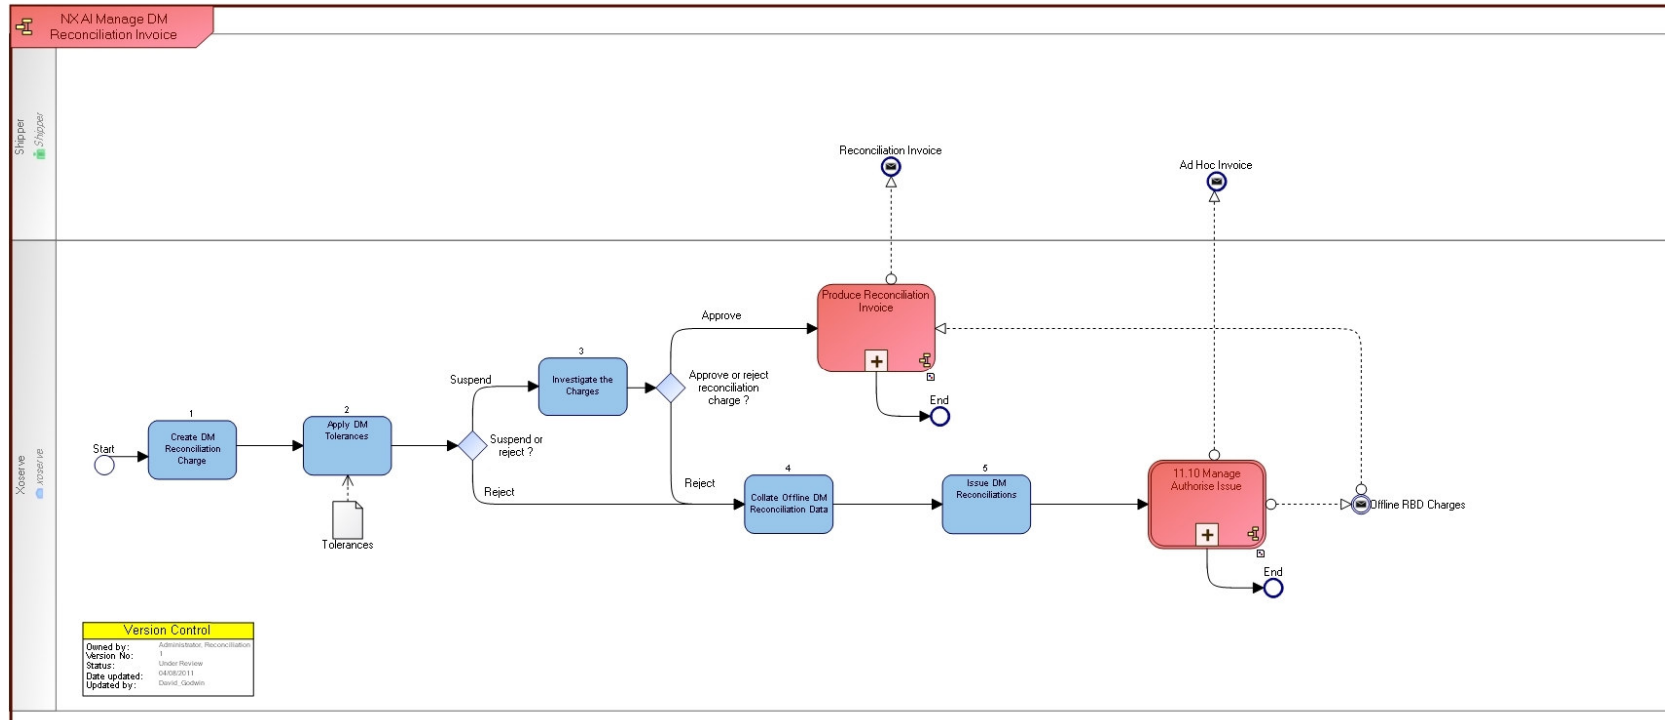 NX AI Manage DM
Reconciliation Invoice
Shipper
Shipper
Reconciliation Invoice
Ad Hoc Invoice
Xoserve
xoserve
Start
1
Create DM
Reconciliation
Charge
2
Apply DM
Tolerances
Tolerances
Suspend
Suspend or
reject ?
Reject
3
Investigate the
Charges
Approve
Approve or reject
reconciliation
charge ?
Reject
Produce Reconciliation
Invoice
End
4
Collate Offline DM
Reconciliation Data
5
Issue DM
Reconciliations
11.10 Manage
Authorise Issue
Offline RBD Charges
End
Version Control
Owned by: Administrator, Reconciliation
Version No: 1
Status: Under Review
Date updated: 04/08/2011
Updated by: David_Godwin